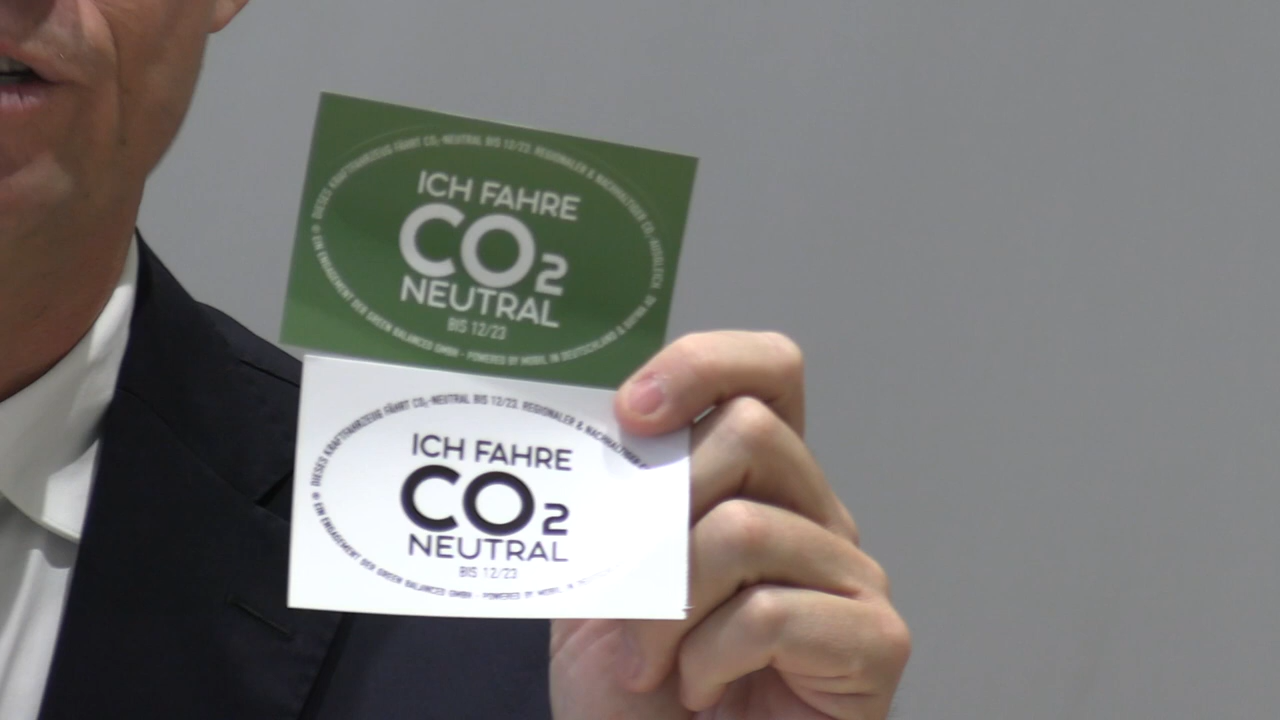 DIESES KRAFTFAHRZEUG FÄHRT CO₂-NEUTRAL BIS 12/23. REGIONALER & NACHHALTIGER CO₂-AUSGLEICH.
ICH FAHRE
CO2
NEUTRAL
BIS 12/23
EIN ENGAGEMENT DER GREEN BALANCED GMBH - POWERED BY MOBIL IN DEUTSCHLAND
DIESES KRAFTFAHRZEUG FÄHRT CO₂-NEUTRAL BIS 12/23. REGIONALER & NACHHALTIGER
ICH FAHRE
CO2
NEUTRAL
BIS 12/23
EIN ENGAGEMENT DER GREEN BALANCED GMBH - POWERED BY MOBIL IN